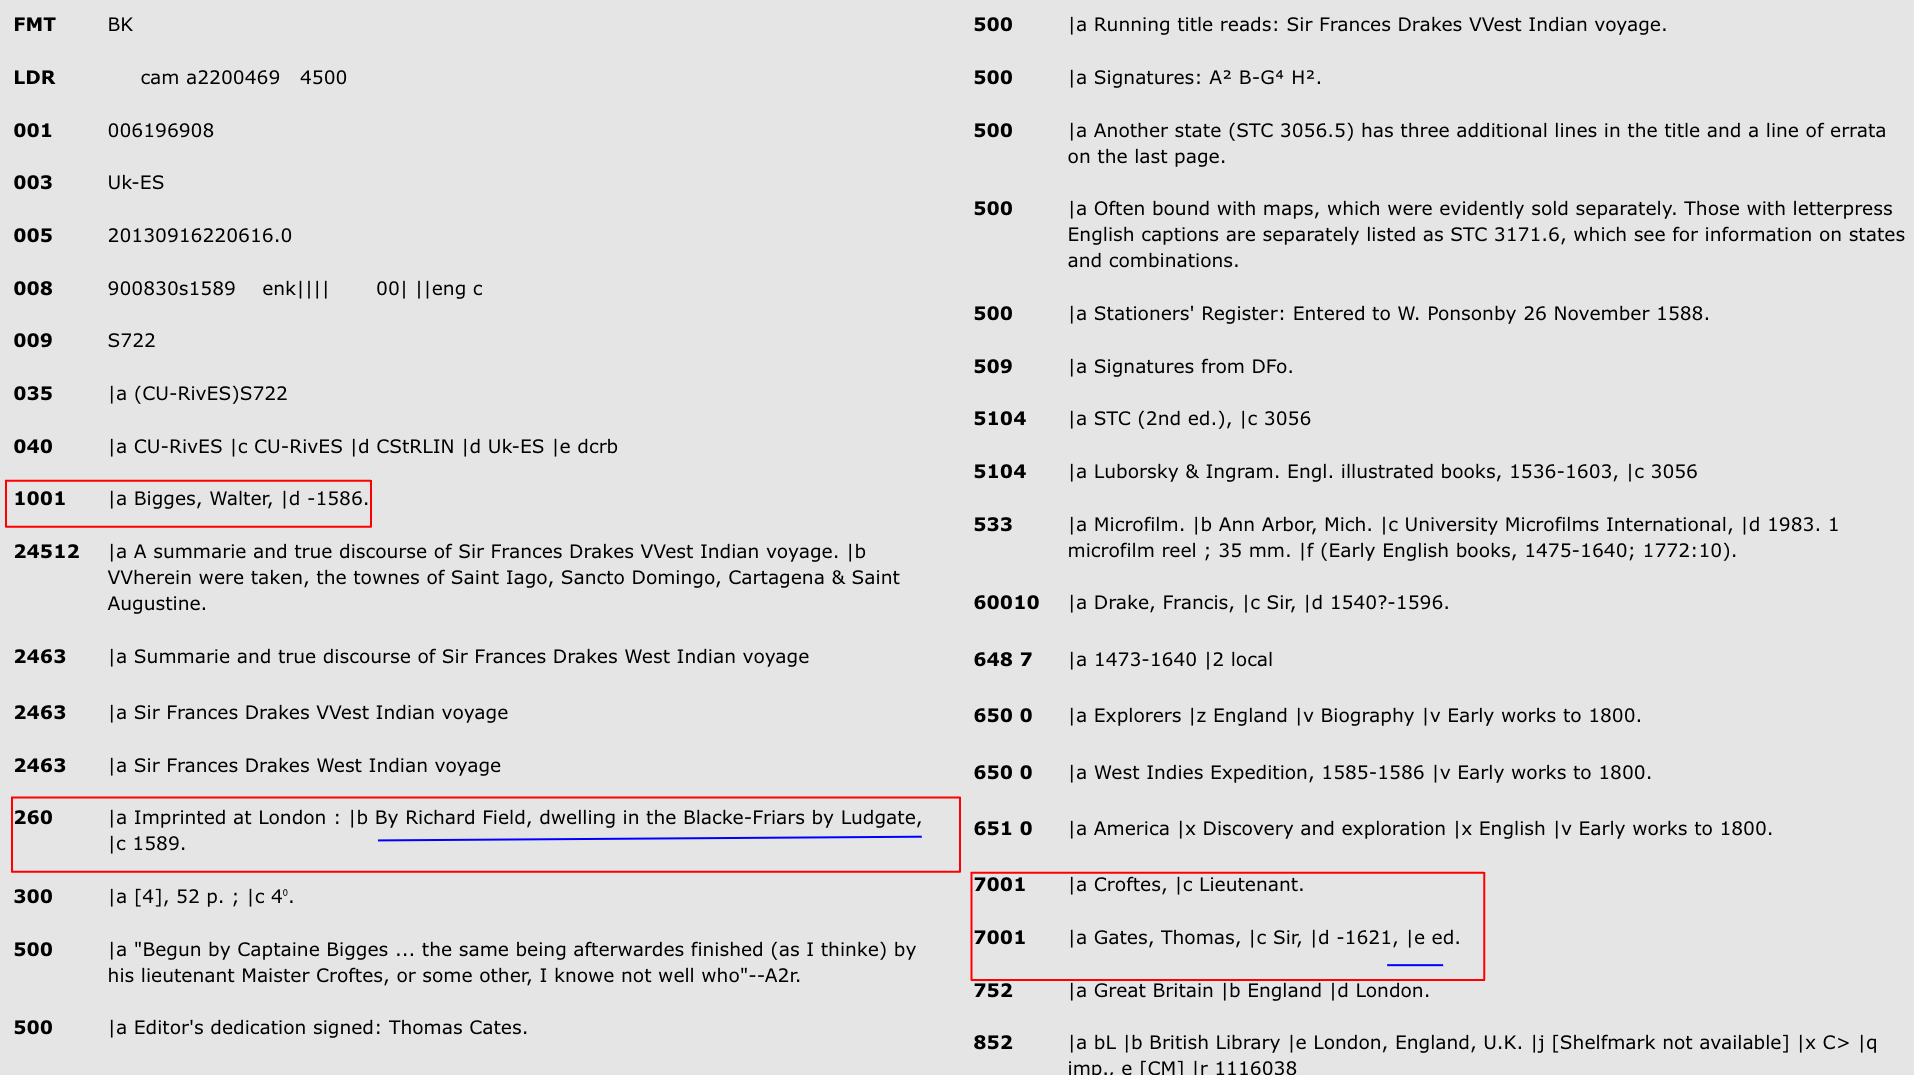 FMT BK
LDR cam a2200469 4500
001 006196908
003 Uk-ES
005 20130916220616.0
008 900830s1589 enk|||| 00| ||eng c
009 S722
035 |a (CU-RivES)S722
040 |a CU-RivES |c CU-RivES |d CStRLIN |d Uk-ES |e dcrb
1001 |a Bigges, Walter, |d -1586.
24512 |a A summarie and true discourse of Sir Frances Drakes VVest Indian voyage. |b
VVherein were taken, the townes of Saint Iago, Sancto Domingo, Cartagena & Saint
Augustine.
2463 |a Summarie and true discourse of Sir Frances Drakes West Indian voyage
2463 |a Sir Frances Drakes VVest Indian voyage
2463 |a Sir Frances Drakes West Indian voyage
260 |a Imprinted at London : |b By Richard Field, dwelling in the Blacke-Friars by Ludgate,
|c 1589.
300 |a [4], 52 p. ; |c 4⁰.
500 |a "Begun by Captaine Bigges ... the same being afterwardes finished (as I thinke) by
his lieutenant Maister Croftes, or some other, I knowe not well who"--A2r.
500 |a Editor's dedication signed: Thomas Cates.
500 |a Running title reads: Sir Frances Drakes VVest Indian voyage.
500 |a Signatures: A² B-G⁴ H².
500 |a Another state (STC 3056.5) has three additional lines in the title and a line of errata
on the last page.
500 |a Often bound with maps, which were evidently sold separately. Those with letterpress
English captions are separately listed as STC 3171.6, which see for information on states
and combinations.
500 |a Stationers' Register: Entered to W. Ponsonby 26 November 1588.
509 |a Signatures from DFo.
5104 |a STC (2nd ed.), |c 3056
5104 |a Luborsky & Ingram. Engl. illustrated books, 1536-1603, |c 3056
533 |a Microfilm. |b Ann Arbor, Mich. |c University Microfilms International, |d 1983. 1
microfilm reel ; 35 mm. |f (Early English books, 1475-1640; 1772:10).
60010 |a Drake, Francis, |c Sir, |d 1540?-1596.
648 7 |a 1473-1640 |2 local
650 0 |a Explorers |z England |v Biography |v Early works to 1800.
650 0 |a West Indies Expedition, 1585-1586 |v Early works to 1800.
651 0 |a America |x Discovery and exploration |x English |v Early works to 1800.
7001 |a Croftes, |c Lieutenant.
7001 |a Gates, Thomas, |c Sir, |d -1621, |e ed.
752 |a Great Britain |b England |d London.
852 |a bL |b British Library |e London, England, U.K. |j [Shelfmark not available] |x C> |q
imp., e [CM] |r 1116038